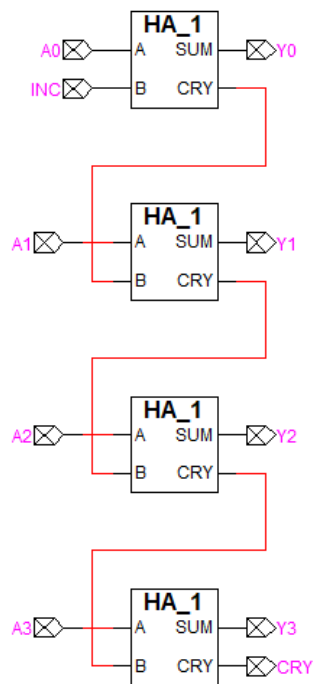 HA_1
A0 A SUM Y0
INC B CRY
HA_1
A1 A SUM Y1
B CRY
HA_1
A2 A SUM Y2
B CRY
HA_1
A3 A SUM Y3
B CRY CRY